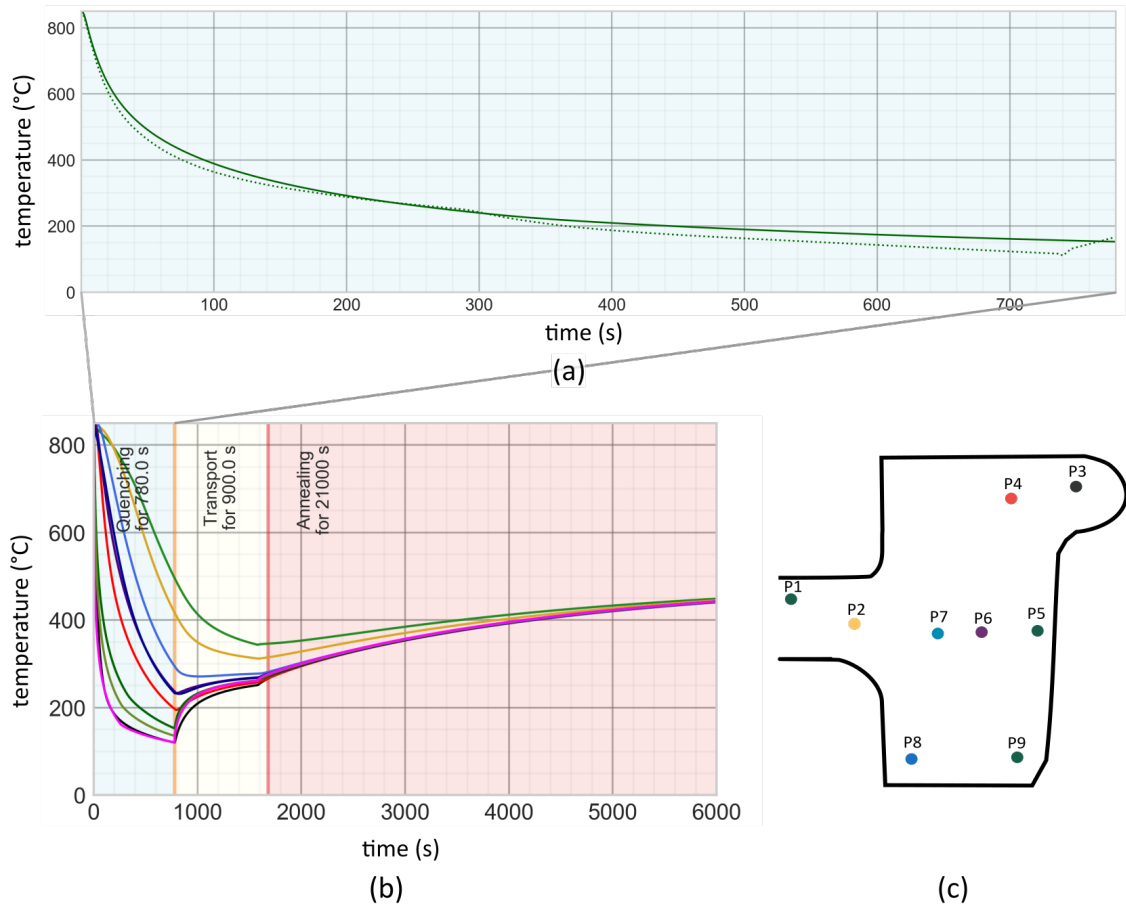 800
600
400
200
0
temperature (°C)
100
200
300
400
500
600
700
time (s)
(a)
800
600
400
200
0
temperature (°C)
Quenching
for 780.0 s
Transport
for 900.0 s
Annealing
for 21000 s
0
1000
2000
3000
4000
5000
6000
time (s)
(b)
P3
P4
P1
P2
P7
P6
P5
P8
P9
(c)